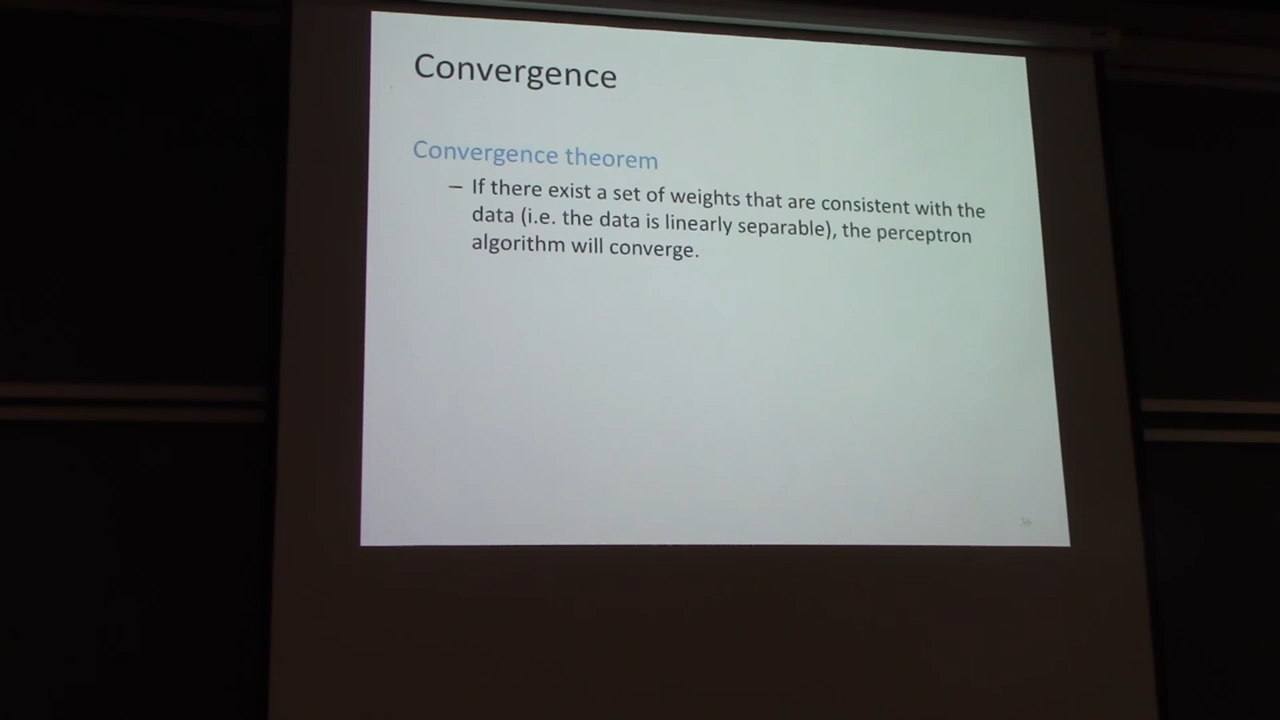 Convergence
Convergence theorem
– If there exist a set of weights that are consistent with the
data (i.e. the data is linearly separable), the perceptron
algorithm will converge.